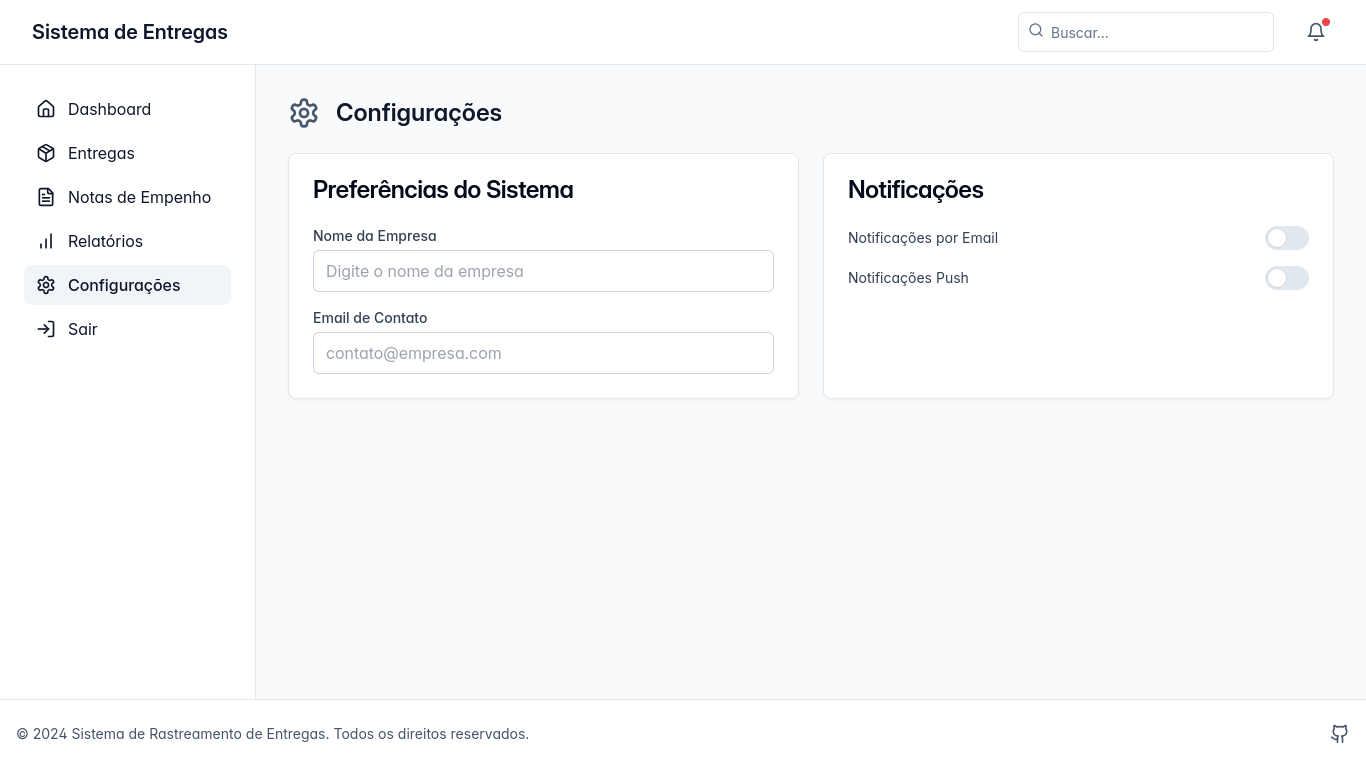 Sistema de Entregas
Buscar...
Dashboard
Entregas
Notas de Empenho
Relatórios
Configurações
Sair
Configurações
Preferências do Sistema
Nome da Empresa
Digite o nome da empresa
Email de Contato
contato@empresa.com
Notificações
Notificações por Email
Notificações Push
© 2024 Sistema de Rastreamento de Entregas. Todos os direitos reservados.